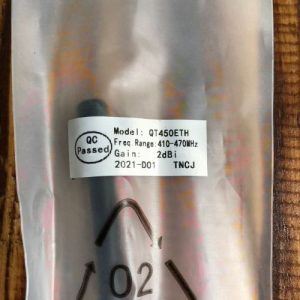 QC
Passed
Model: QT450ETH
Freq Range: 410-470MHz
Gain: 2dBi
2021-D01 TNCJ
02